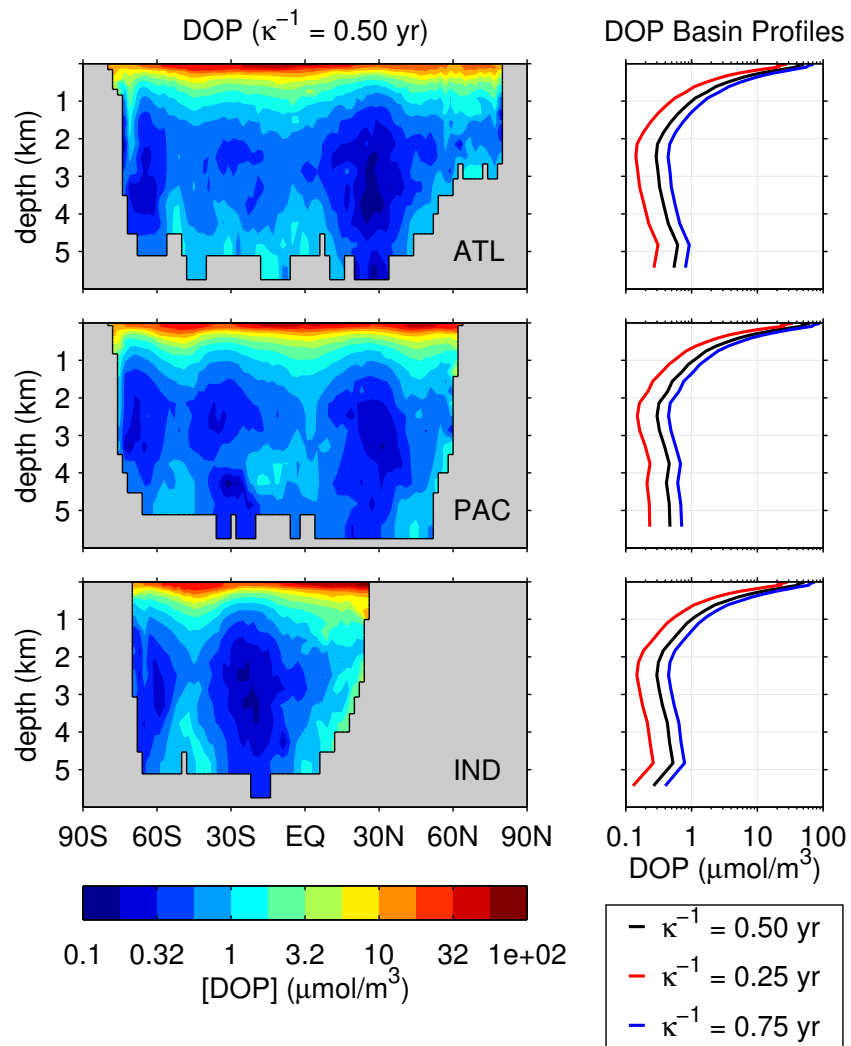 DOP (κ⁻¹ = 0.50 yr)
DOP Basin Profiles
depth (km)
1
2
3
4
5
ATL
depth (km)
1
2
3
4
5
PAC
depth (km)
1
2
3
4
5
IND
90S 60S 30S EQ 30N 60N 90N
0.1 1 10 100
DOP (μmol/m³)
0.1 0.32 1 3.2 10 32 1e+02
[DOP] (μmol/m³)
κ⁻¹ = 0.50 yr
κ⁻¹ = 0.25 yr
κ⁻¹ = 0.75 yr